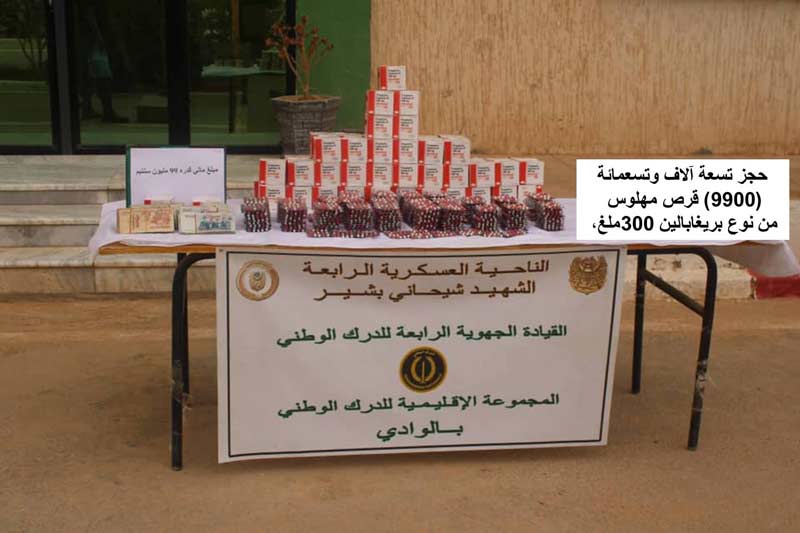 مبلغ مالي قدره 99 مليون سنتيم
حجز تسعة آلاف وتسعمائة
(9900) قرص مهلوس
من نوع بريغابالين 300ملغ،
الناحية العسكرية الرابعة
الشهيد شيحاني بشير
القيادة الجهوية الرابعة للدرك الوطني
المجموعة الإقليمية للدرك الوطني
بالوادي